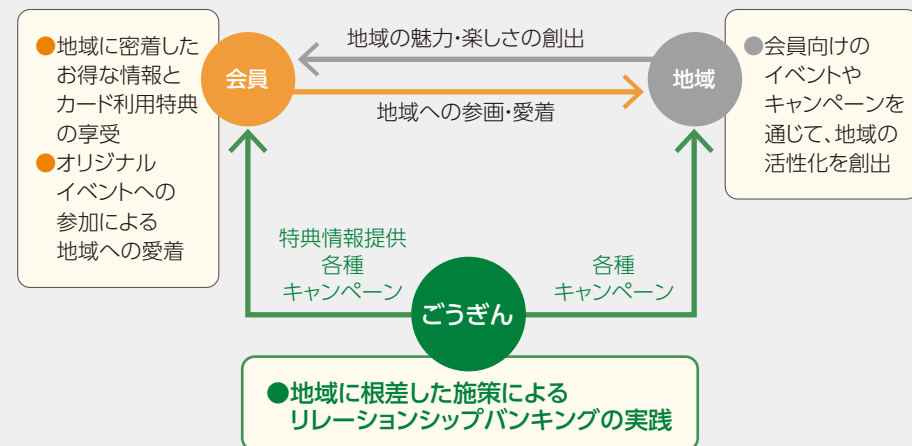 ●地域に密着した
お得な情報と
カード利用特典
の享受
●オリジナル
イベントへの
参加による
地域への愛着
会員
地域の魅力・楽しさの創出
地域への参画・愛着
地域
●会員向けの
イベントや
キャンペーンを
通じて、地域の
活性化を創出
特典情報提供
各種
キャンペーン
ごうぎん
各種
キャンペーン
●地域に根差した施策による
リレーションシップバンキングの実践